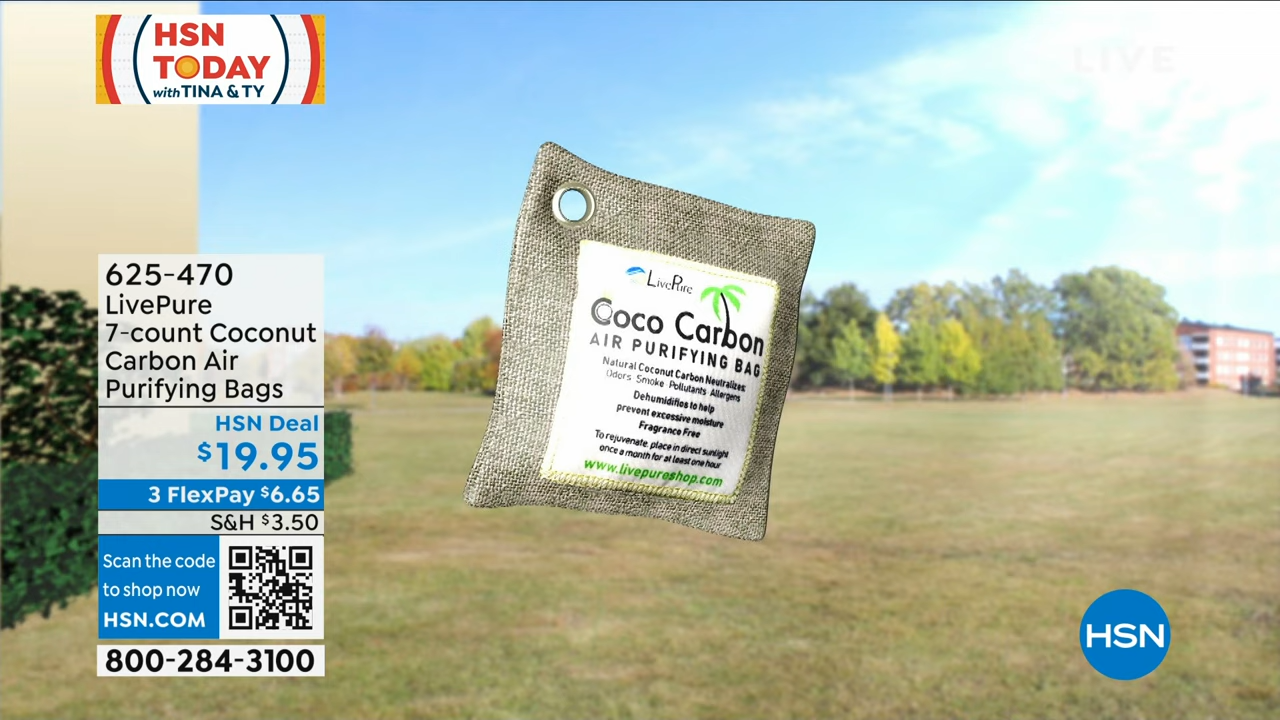 HSN
TODAY
with TINA & TY
LIVE
625-470
LivePure
7-count Coconut
Carbon Air
Purifying Bags
HSN Deal
$19.95
3 FlexPay $6.65
S&H $3.50
Scan the code
to shop now
HSN.COM
800-284-3100
LivePure
Coco Carbon
AIR PURIFYING BAG
Natural Coconut Carbon Neutralizes:
Odors Smoke Pollutants Allergens
Dehumidifies to help
prevent excessive moisture
Fragrance Free
To rejuvenate, place in direct sunlight
once a month for at least one hour
www.livepureshop.com
HSN